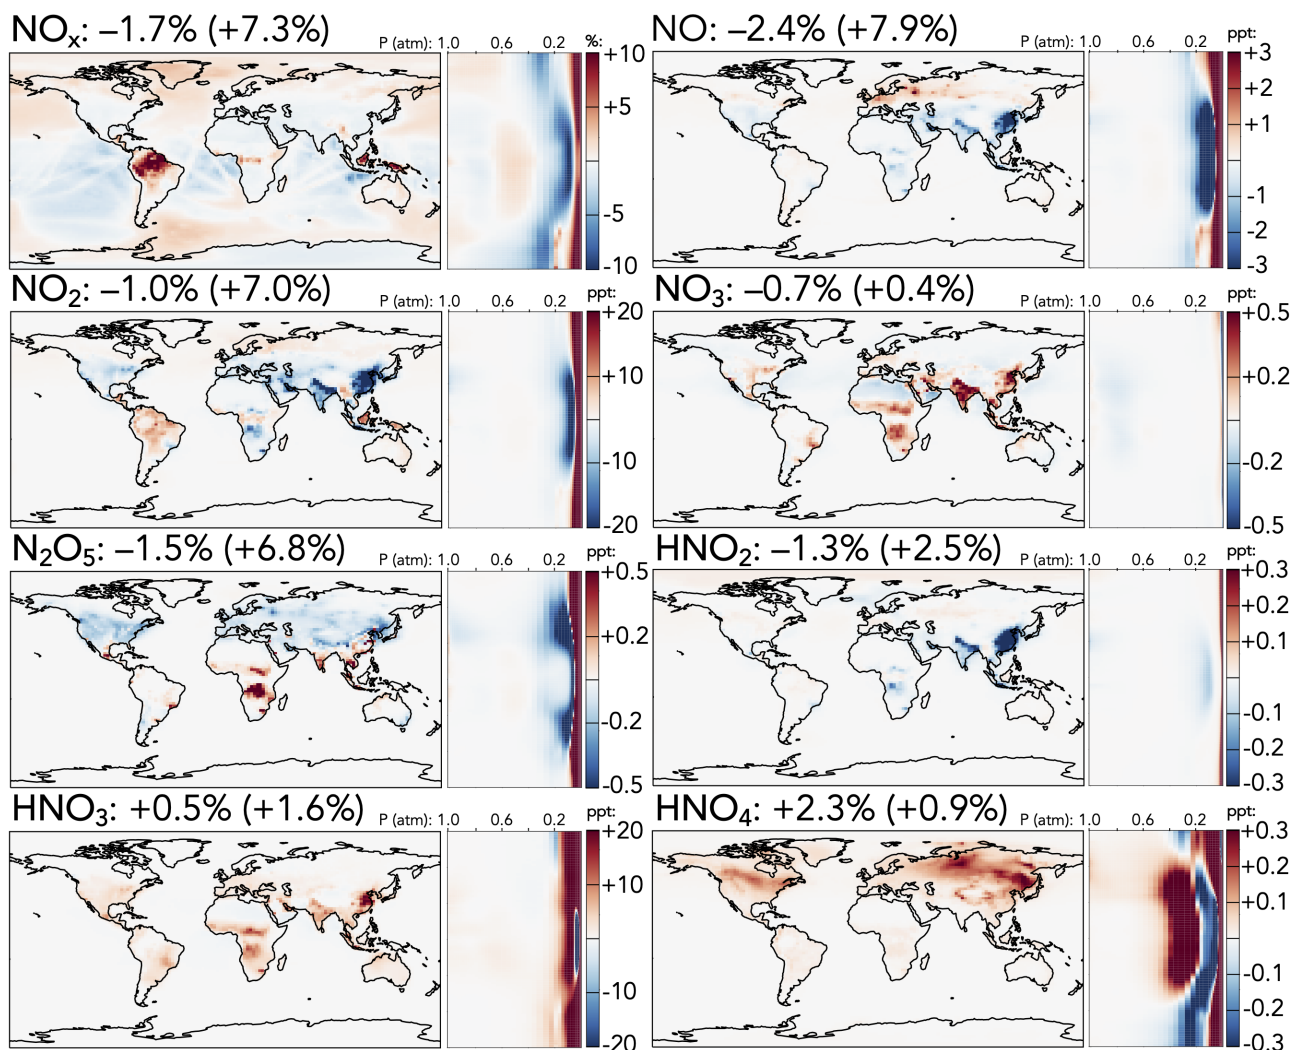 NOₓ: −1.7% (+7.3%)
P (atm): 1.0 0.6 0.2 %:
+10
+5
-5
-10
NO: −2.4% (+7.9%)
P (atm): 1.0 0.6 0.2 ppt:
+3
+2
+1
-1
-2
-3
NO₂: −1.0% (+7.0%)
P (atm): 1.0 0.6 0.2 ppt:
+20
+10
-10
-20
NO₃: −0.7% (+0.4%)
P (atm): 1.0 0.6 0.2 ppt:
+0.5
+0.2
-0.2
-0.5
N₂O₅: −1.5% (+6.8%)
P (atm): 1.0 0.6 0.2 ppt:
+0.5
+0.2
-0.2
-0.5
HNO₂: −1.3% (+2.5%)
P (atm): 1.0 0.6 0.2 ppt:
+0.3
+0.2
+0.1
-0.1
-0.2
-0.3
HNO₃: +0.5% (+1.6%)
P (atm): 1.0 0.6 0.2 ppt:
+20
+10
-10
-20
HNO₄: +2.3% (+0.9%)
P (atm): 1.0 0.6 0.2 ppt:
+0.3
+0.2
+0.1
-0.1
-0.2
-0.3